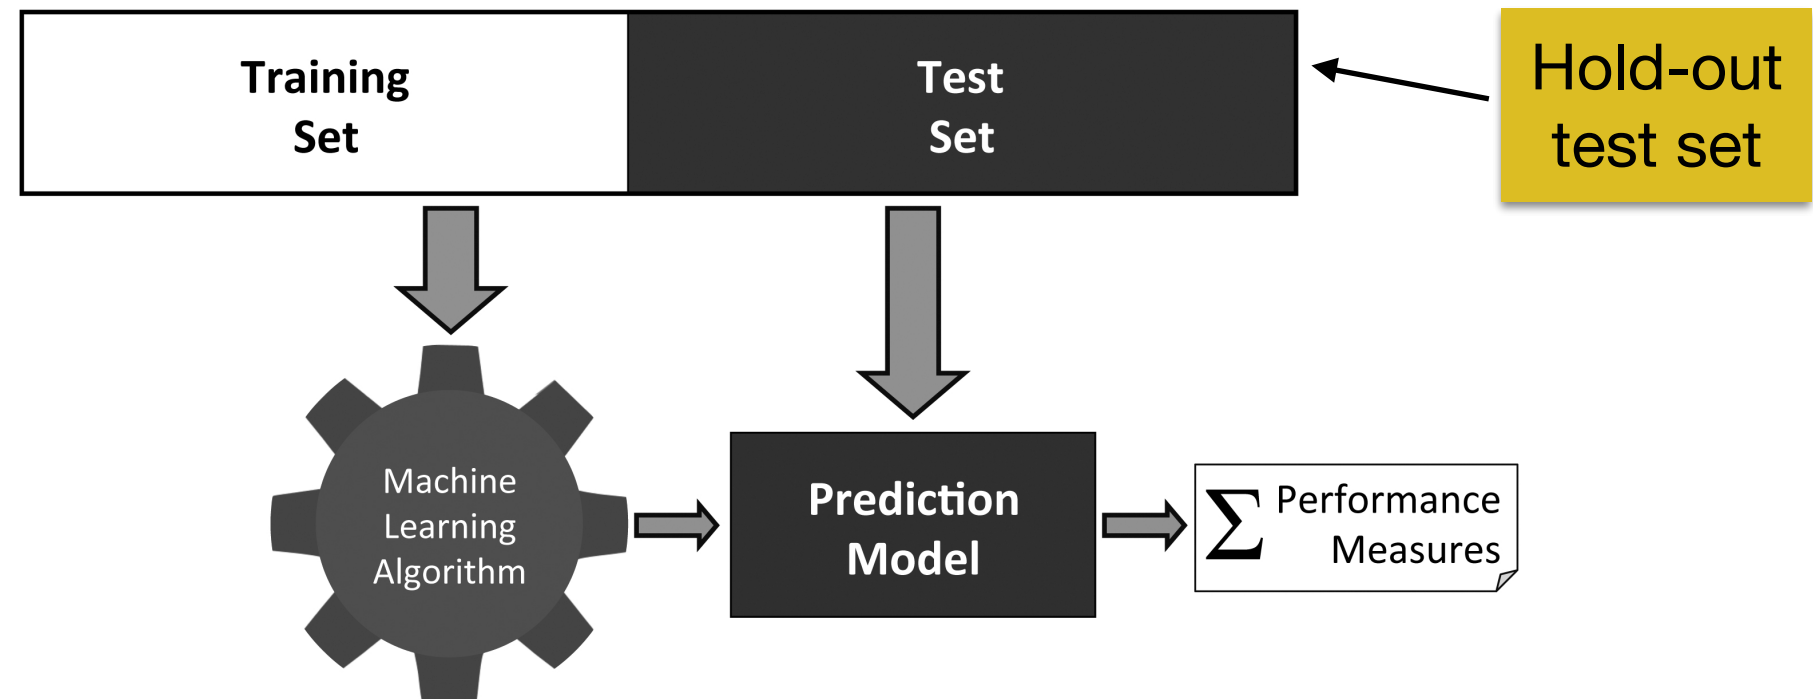 Training
Set
Test
Set
Hold-out
test set
Machine
Learning
Algorithm
Prediction
Model
∑ Performance
Measures